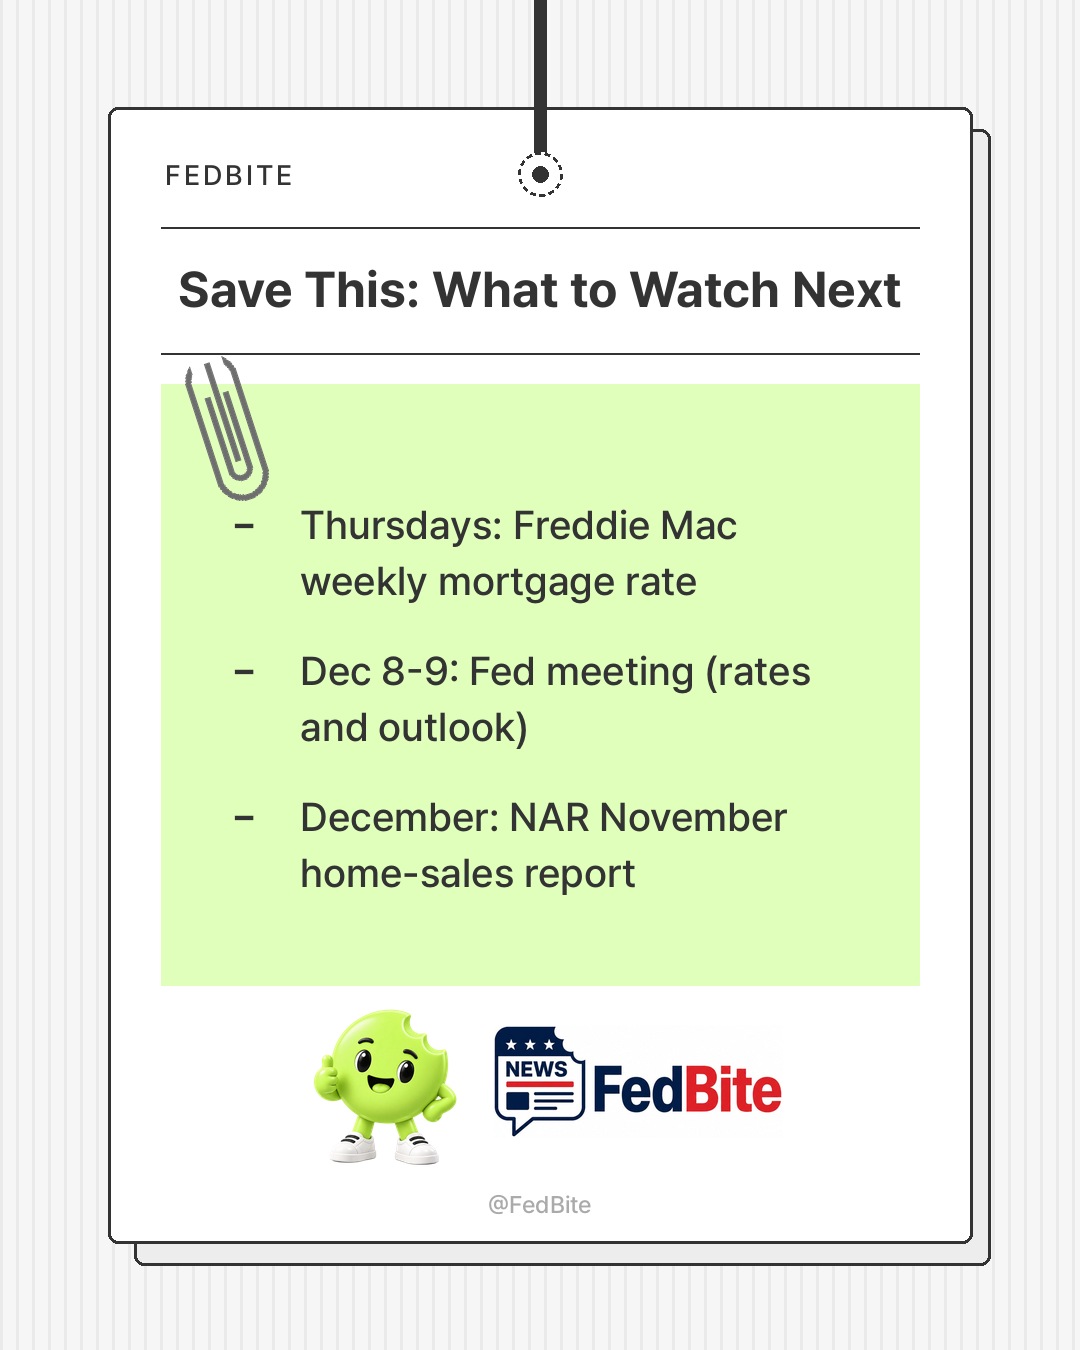 FEDBITE
Save This: What to Watch Next
– Thursdays: Freddie Mac
weekly mortgage rate
– Dec 8-9: Fed meeting (rates
and outlook)
– December: NAR November
home-sales report
NEWS
FedBite
@FedBite